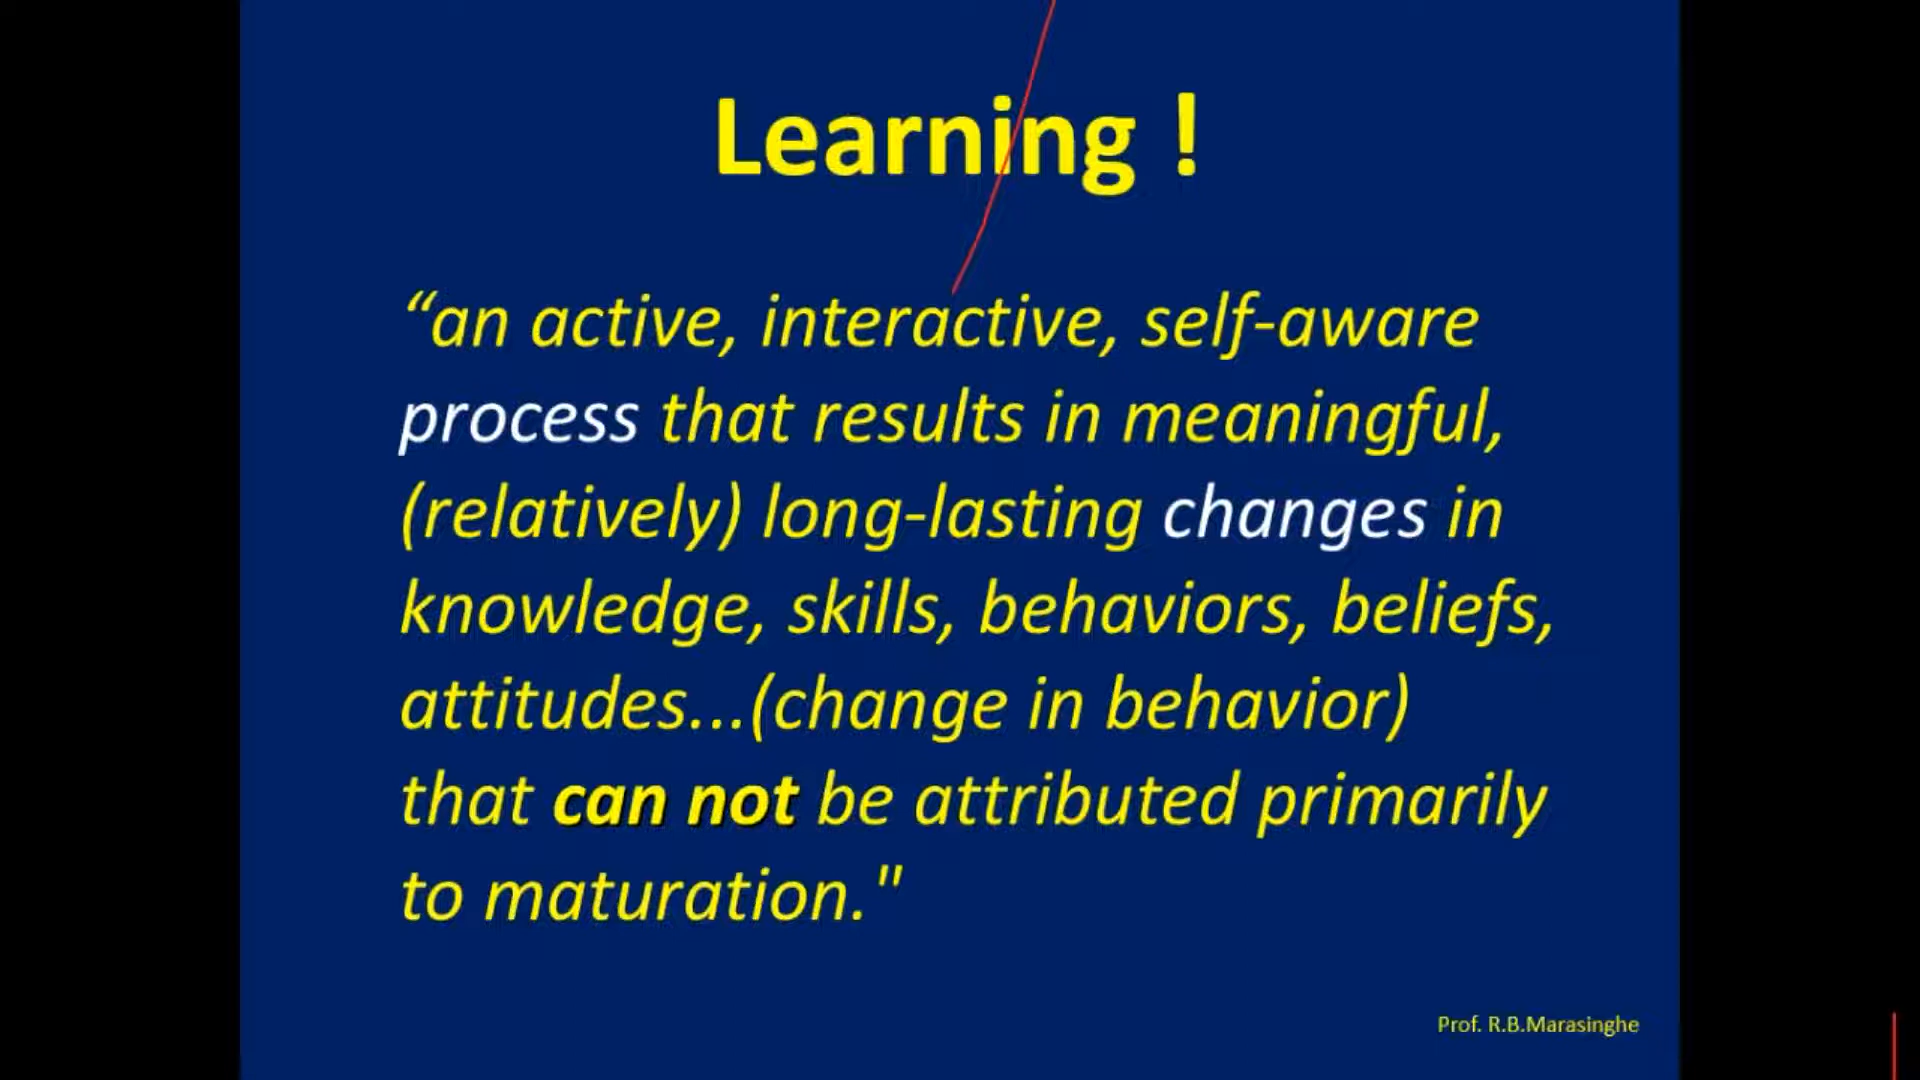 Learning !
“an active, interactive, self-aware
process that results in meaningful,
(relatively) long-lasting changes in
knowledge, skills, behaviors, beliefs,
attitudes...(change in behavior)
that can not be attributed primarily
to maturation."
Prof. R.B.Marasinghe